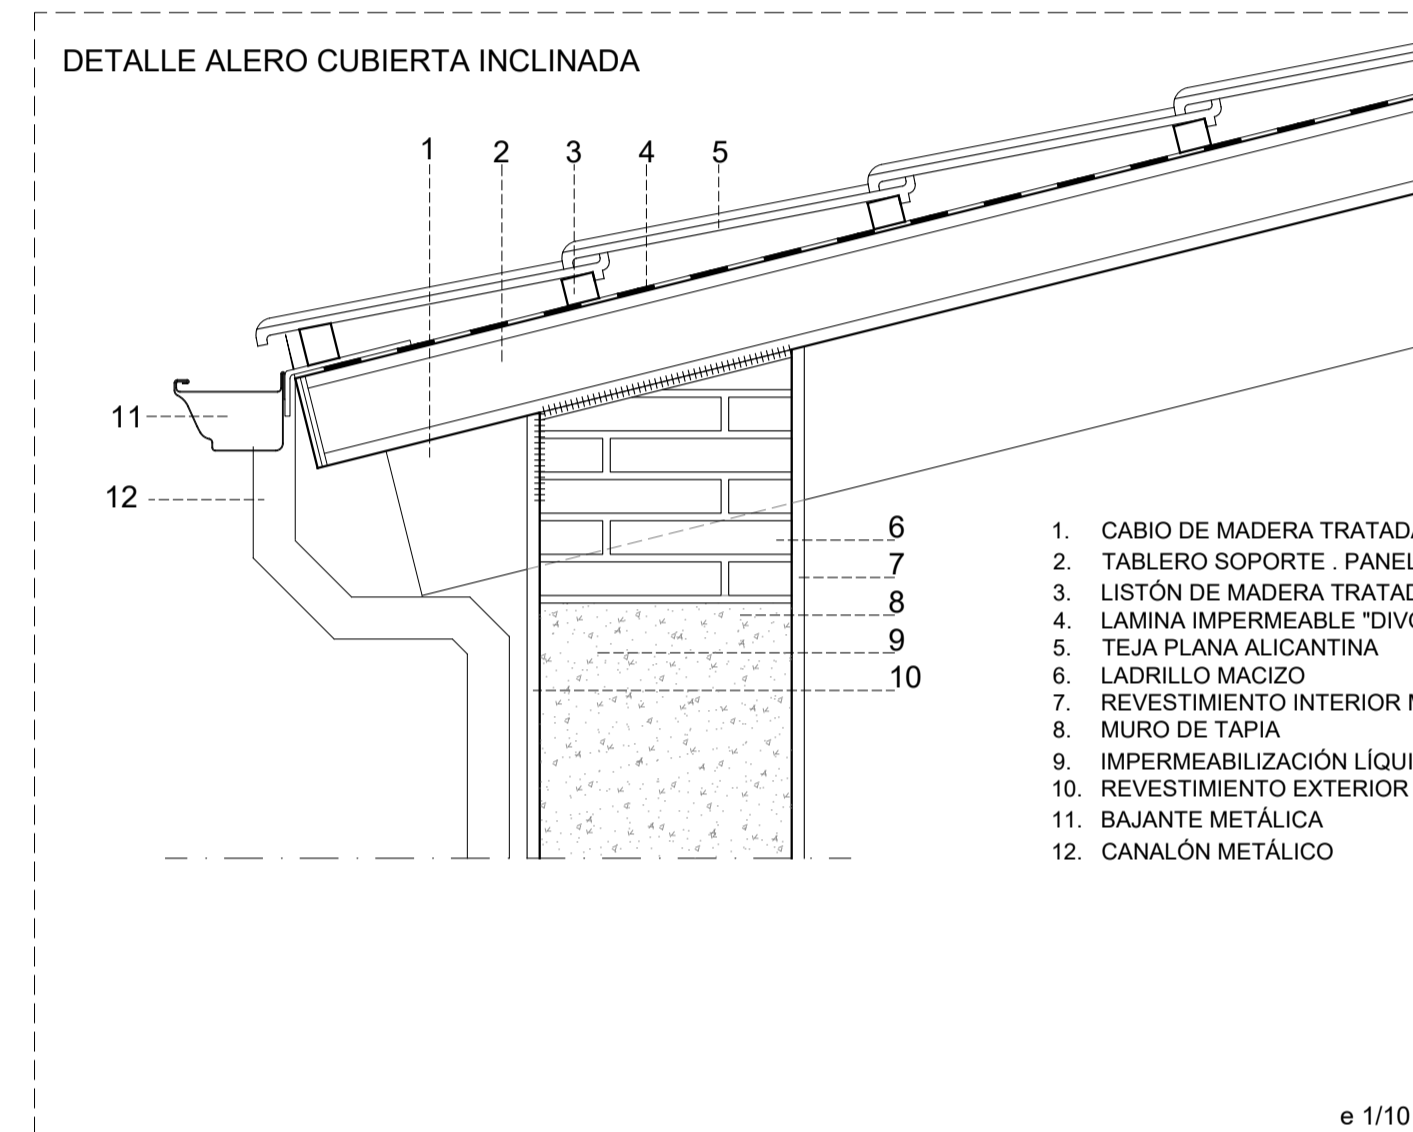 DETALLE ALERO CUBIERTA INCLINADA
1 2 3 4 5
11
12
6
7
8
9
10
1. CABIO DE MADERA
2. TABLERO SOPORTE . PANEL
3. LISTÓN DE MADERA
4. LAMINA IMPERMEABLE
5. TEJA PLANA ALICANTINA
6. LADRILLO MACIZO
7. REVESTIMIENTO INTERIOR
8. MURO DE TAPIA
9. IMPERMEABILIZACIÓN
10. REVESTIMIENTO EXTERIOR
11. BAJANTE METÁLICA
12. CANALÓN METÁLICO
e 1/10